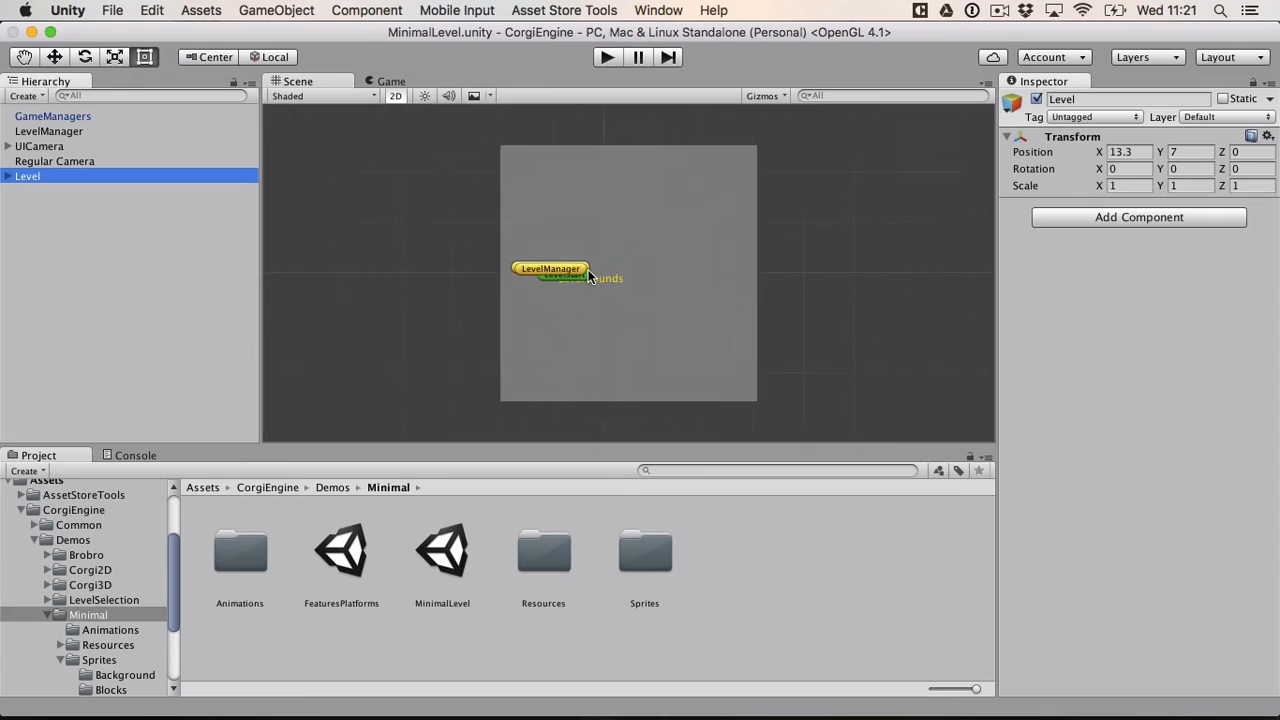 Unity File Edit Assets GameObject Component Mobile Input Asset Store Tools Window Help Wed 11:21
MinimalLevel.unity - CorgiEngine - PC, Mac & Linux Standalone (Personal) <OpenGL 4.1>
Center Local Account Layers Layout
Hierarchy Scene Game Inspector
Create All Shaded 2D Gizmos All
GameManagers
LevelManager
UICamera
Regular Camera
Level
LevelManager
Level Static
Tag Untagged Layer Default
Transform
Position X 13.3 Y 7 Z 0
Rotation X 0 Y 0 Z 0
Scale X 1 Y 1 Z 1
Add Component
Project Console
Create
Assets
AssetStoreTools
CorgiEngine
Common
Demos
Brobro
Corgi2D
Corgi3D
LevelSelection
Minimal
Animations
Resources
Sprites
Background
Blocks
Assets CorgiEngine Demos Minimal
Animations FeaturesPlatforms MinimalLevel Resources Sprites